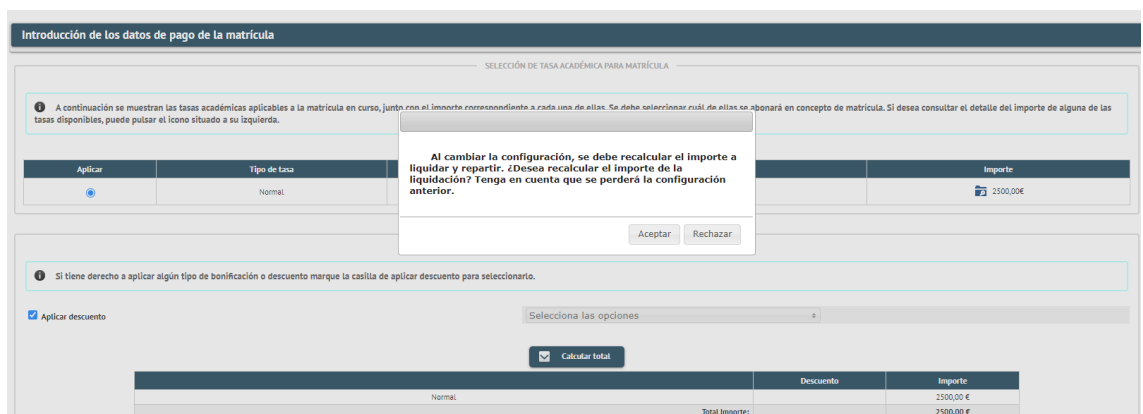 Introducción de los datos de pago de la matrícula
SELECCIÓN DE TASA ACADÉMICA PARA MATRÍCULA
A continuación se muestran las tasas académicas aplicables a la matrícula en curso, junto con el importe correspondiente a cada una de ellas. Se debe seleccionar cuál de ellas se abonará en concepto de matrícula. Si desea consultar el detalle del importe de alguna de las
tasas disponibles, puede pulsar el icono situado a su izquierda.
Al cambiar la configuración, se debe recalcular el importe a
liquidar y repartir. ¿Desea recalcular el importe de la
liquidación? Tenga en cuenta que se perderá la configuración
anterior.
Aceptar Rechazar
Aplicar Tipo de tasa Importe
Normal 2500,00€
Si tiene derecho a aplicar algún tipo de bonificación o descuento marque la casilla de aplicar descuento para seleccionarlo.
Aplicar descuento Selecciona las opciones
Calcular total
Descuento Importe
Normal 2500,00 €
Total Importe: 2500,00 €